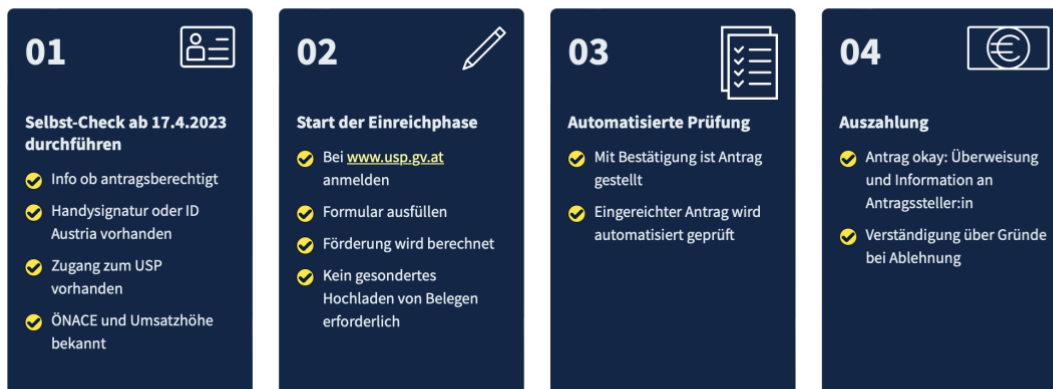 01
Selbst-Check ab 17.4.2023
durchführen
Info ob antragsberechtigt
Handysignatur oder ID
Austria vorhanden
Zugang zum USP
vorhanden
ÖNACE und Umsatzhöhe
bekannt
02
Start der Einreichphase
Bei www.usp.gv.at
anmelden
Formular ausfüllen
Förderung wird berechnet
Kein gesondertes
Hochladen von Belegen
erforderlich
03
Automatisierte Prüfung
Mit Bestätigung ist Antrag
gestellt
Eingereichter Antrag wird
automatisiert geprüft
04
Auszahlung
Antrag okay: Überweisung
und Information an
Antragssteller:in
Verständigung über Gründe
bei Ablehnung